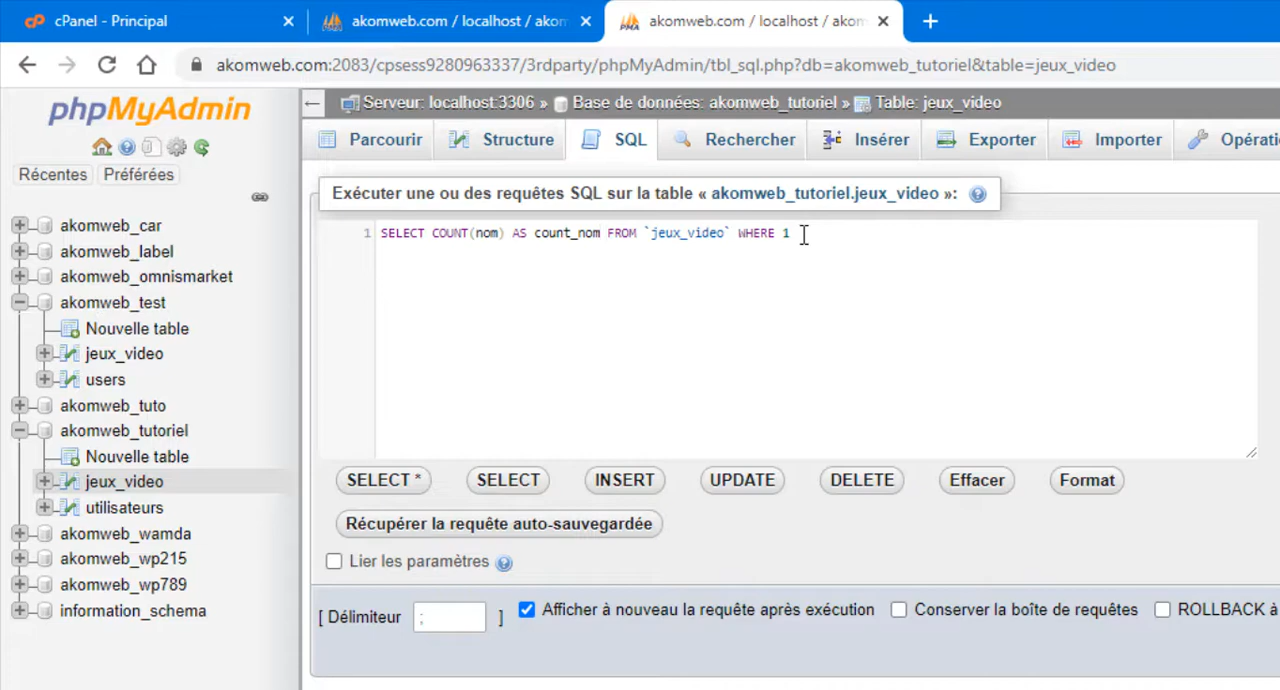 cPanel - Principal
akomweb.com / localhost / akom
akomweb.com / localhost / akom
akomweb.com:2083/cpsess9280963337/3rdparty/phpMyAdmin/tbl_sql.php?db=akomweb_tutoriel&table=jeux_video
phpMyAdmin
Récentes Préférées
akomweb_car
akomweb_label
akomweb_omnismarket
akomweb_test
Nouvelle table
jeux_video
users
akomweb_tuto
akomweb_tutoriel
Nouvelle table
jeux_video
utilisateurs
akomweb_wamda
akomweb_wp215
akomweb_wp789
information_schema
Serveur: localhost:3306 » Base de données: akomweb_tutoriel » Table: jeux_video
Parcourir Structure SQL Rechercher Insérer Exporter Importer Opérati
Exécuter une ou des requêtes SQL sur la table « akomweb_tutoriel.jeux_video »:
1 SELECT COUNT(nom) AS count_nom FROM `jeux_video` WHERE 1
SELECT * SELECT INSERT UPDATE DELETE Effacer Format
Récupérer la requête auto-sauvegardée
Lier les paramètres
[ Délimiteur ; ] Afficher à nouveau la requête après exécution Conserver la boîte de requêtes ROLLBACK à